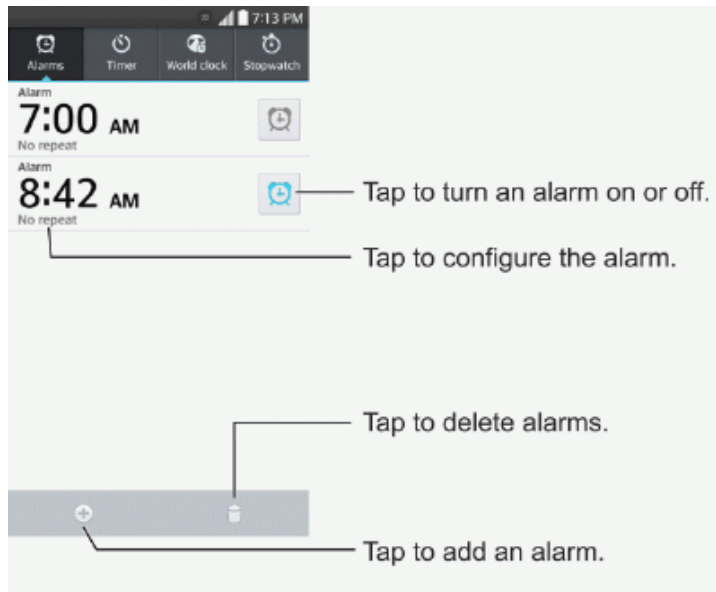 7:13 PM
Alarms Timer World clock Stopwatch
Alarm
7:00 AM
No repeat
Alarm
8:42 AM
No repeat
Tap to turn an alarm on or off.
Tap to configure the alarm.
Tap to delete alarms.
Tap to add an alarm.